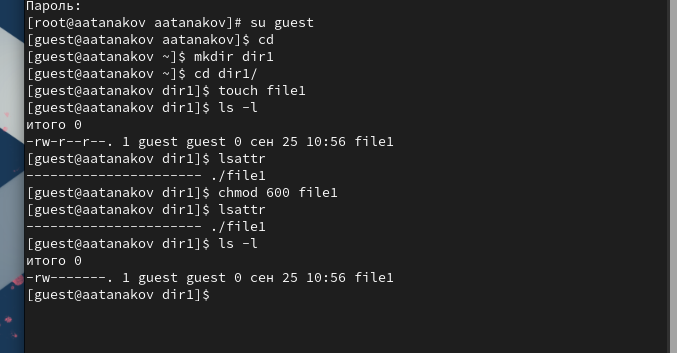 Пароль:
[root@aatanakov aatanakov]# su guest
[guest@aatanakov aatanakov]$ cd
[guest@aatanakov ~]$ mkdir dir1
[guest@aatanakov ~]$ cd dir1/
[guest@aatanakov dir1]$ touch file1
[guest@aatanakov dir1]$ ls -l
итого 0
-rw-r--r--. 1 guest guest 0 сен 25 10:56 file1
[guest@aatanakov dir1]$ lsattr
---------------------- ./file1
[guest@aatanakov dir1]$ chmod 600 file1
[guest@aatanakov dir1]$ lsattr
---------------------- ./file1
[guest@aatanakov dir1]$ ls -l
итого 0
-rw-------. 1 guest guest 0 сен 25 10:56 file1
[guest@aatanakov dir1]$